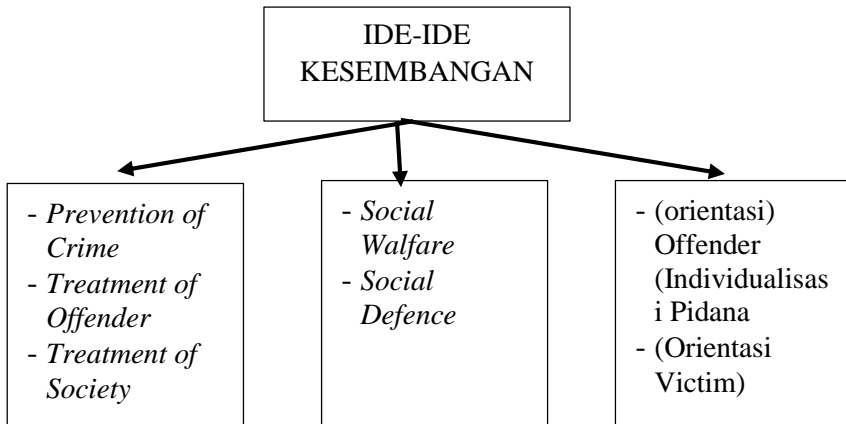 IDE-IDE
KESEIMBANGAN
- Prevention of
Crime
- Treatment of
Offender
- Treatment of
Society
- Social
Walfare
- Social
Defence
- (orientasi)
Offender
(Individualisas
i Pidana
- (Orientasi
Victim)